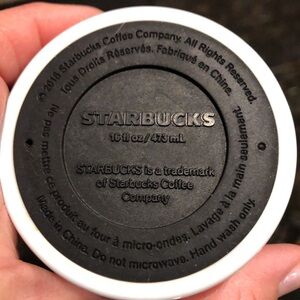 © 2016 Starbucks Coffee Company. All Rights Reserved.
Tous Droits Réservés. Fabriqué en Chine.
STARBUCKS
16 fl oz / 473 mL
STARBUCKS is a trademark
of Starbucks Coffee
Company
Ne pas mettre ce produit au four à micro-ondes. Lavage à la main seulement.
Made in China. Do not microwave. Hand wash only.